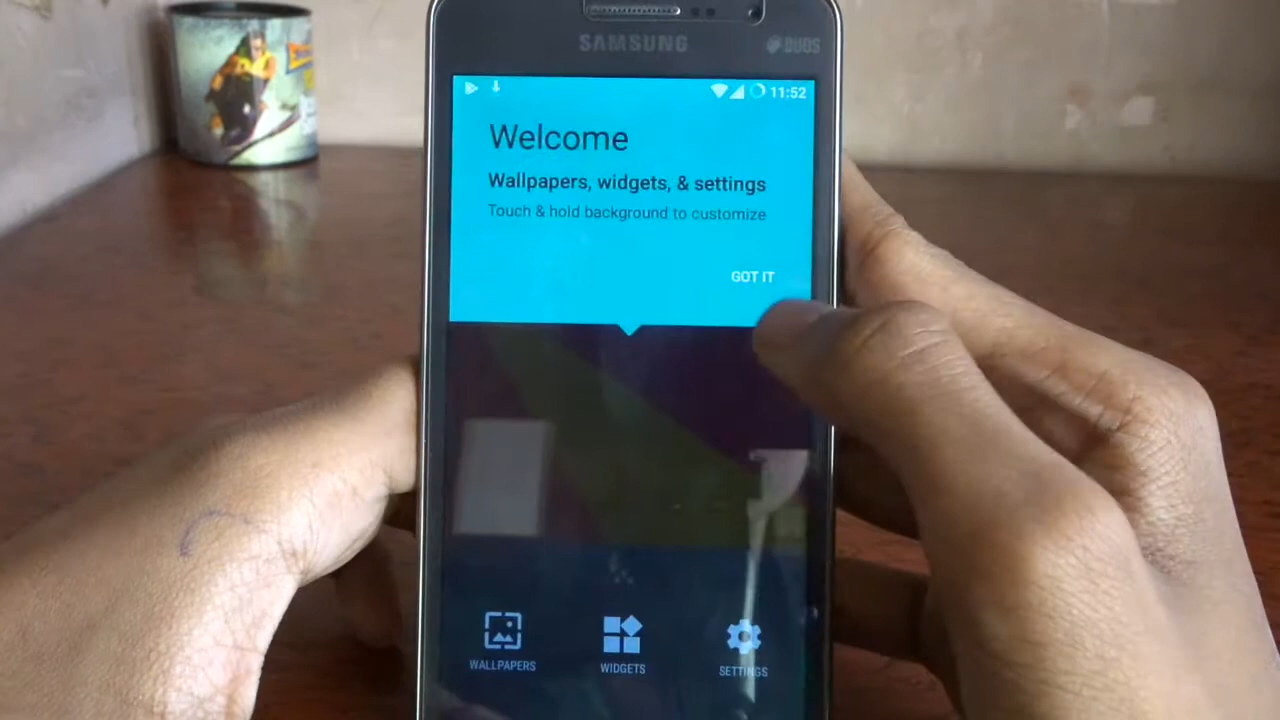 SAMSUNG
DUOS
11:52
Welcome
Wallpapers, widgets, & settings
Touch & hold background to customize
GOT IT
WALLPAPERS
WIDGETS
SETTINGS